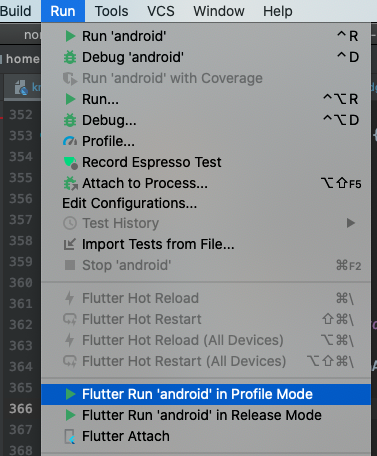 Build Run Tools VCS Window Help
Run 'android' ^R
Debug 'android' ^D
Run 'android' with Coverage
Run... ^⌥R
Debug... ^⌥D
Profile...
Record Espresso Test
Attach to Process... ⌥⇧F5
Edit Configurations...
Test History
Import Tests from File...
Stop 'android' ⌘F2
Flutter Hot Reload ⌘\
Flutter Hot Restart ⇧⌘\
Flutter Hot Reload (All Devices) ⌥⌘\
Flutter Hot Restart (All Devices) ⌥⇧⌘\
Flutter Run 'android' in Profile Mode
Flutter Run 'android' in Release Mode
Flutter Attach
home
352
353
354
355
356
357
358
359
360
361
362
363
364
365
366
367
368